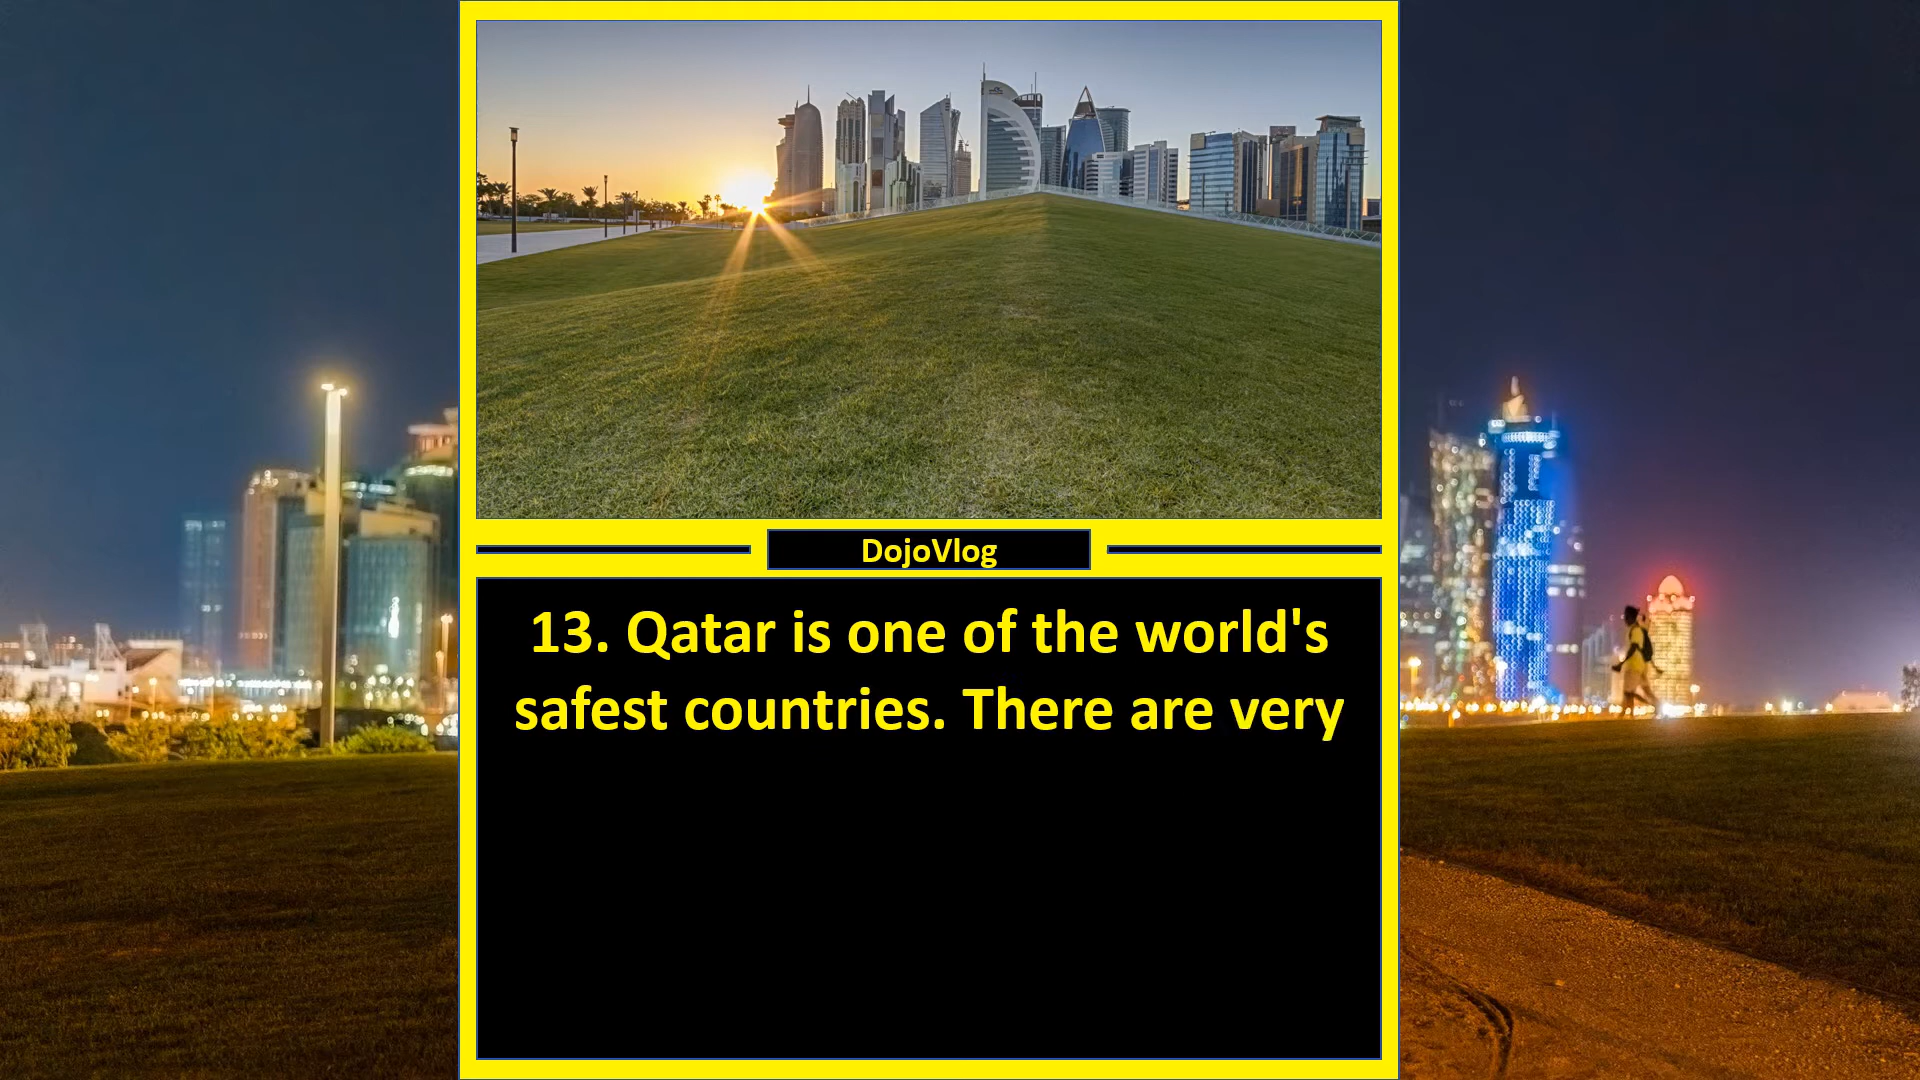 DojoVlog
13. Qatar is one of the world's
safest countries. There are very